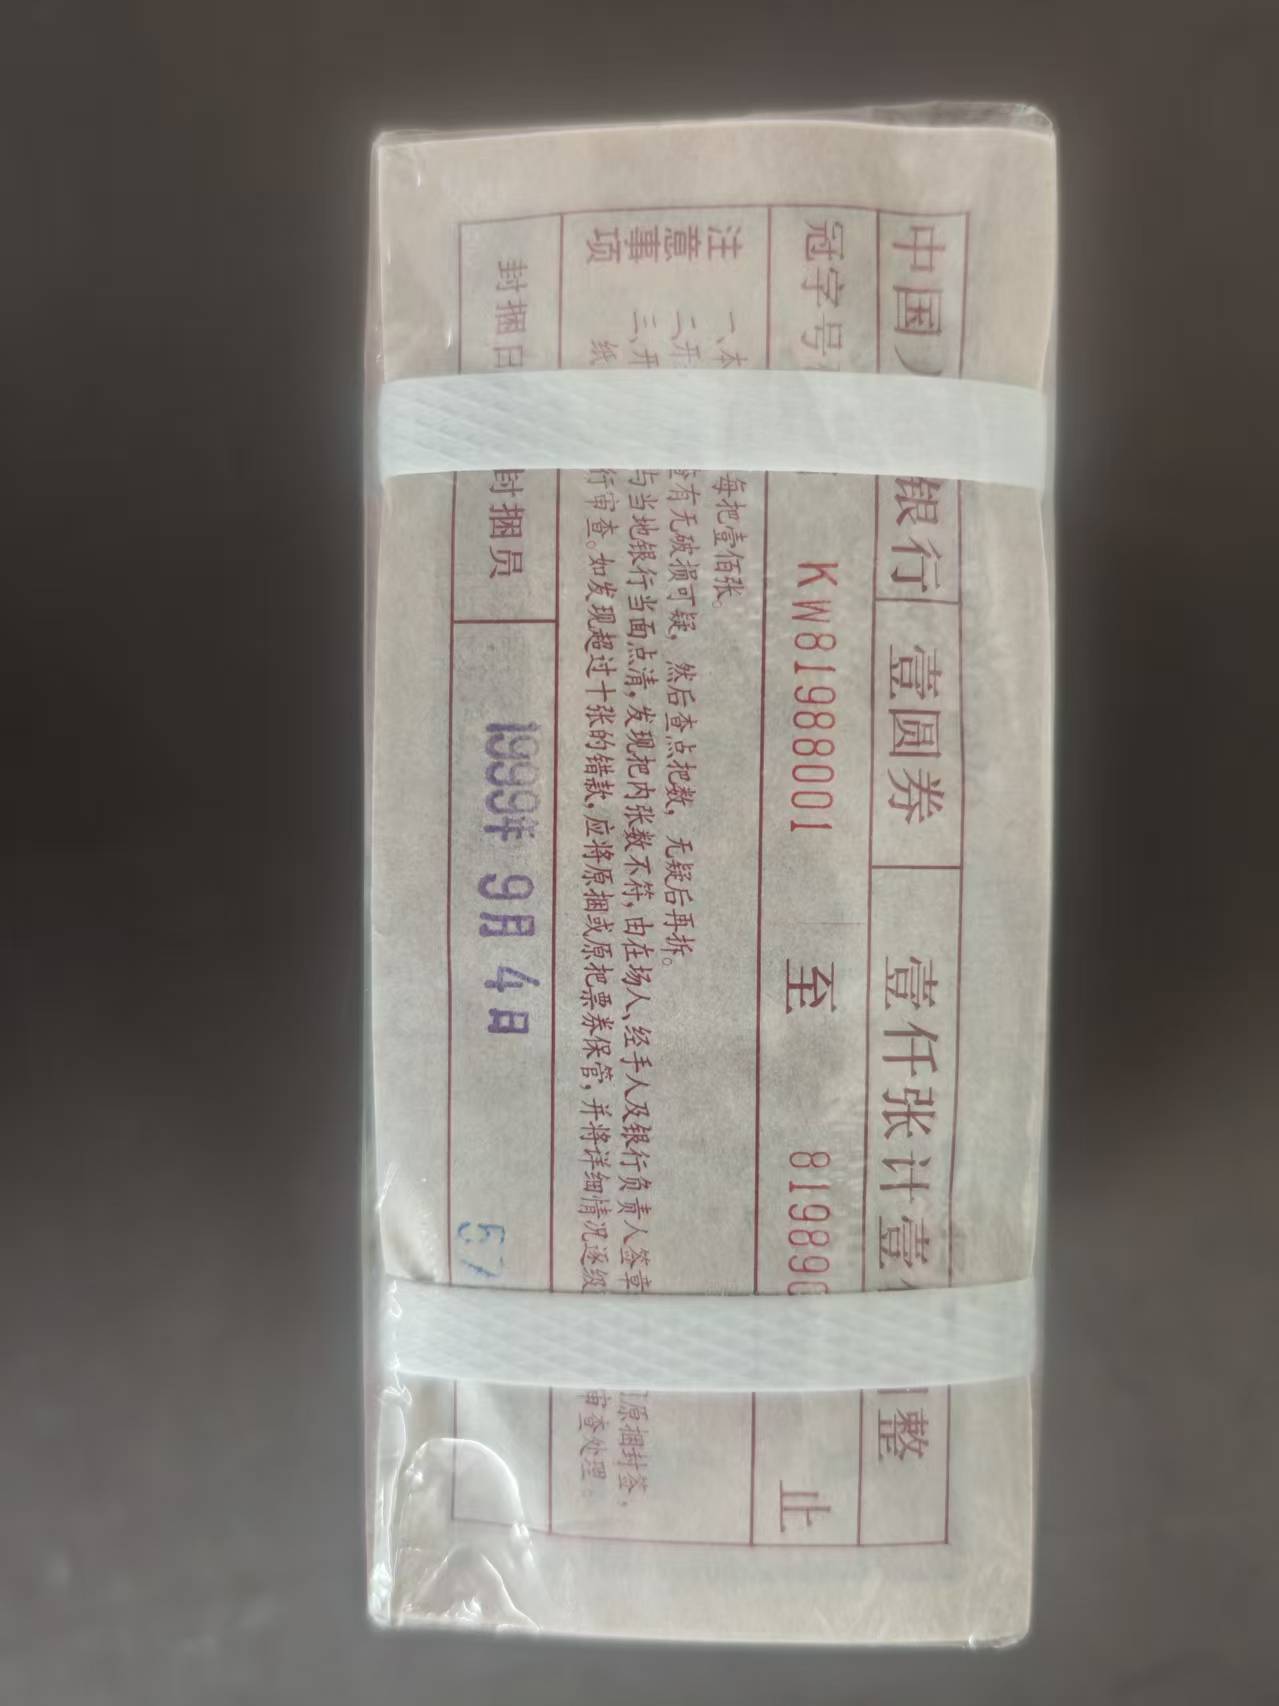 中国 银行 壹圆券 壹仟张计壹 整
冠字号 KW81988001 至 819890 止
注意事项
一、本 每把壹佰张。
二、开 有无破损可疑，然后查点把数，无疑后再拆。
三、开 与当地银行当面点清，发现把内张数不符，由在场人、经手人及银行负责人签章 原捆封签，
纸 行审查。如发现超过十张的错款，应将原捆或原把票券保管，并将详细情况逐级 审查处理。
封捆日 封捆员 1999年 9月 4日 57